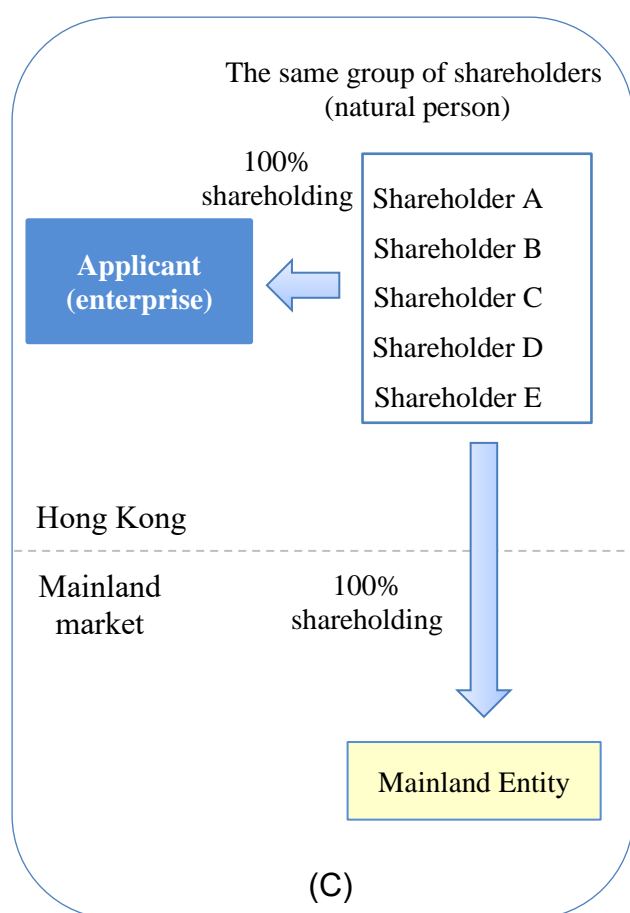 The same group of shareholders
(natural person)
100%
shareholding
Shareholder A
Shareholder B
Shareholder C
Shareholder D
Shareholder E
Applicant
(enterprise)
Hong Kong
Mainland
market
100%
shareholding
Mainland Entity
(C)